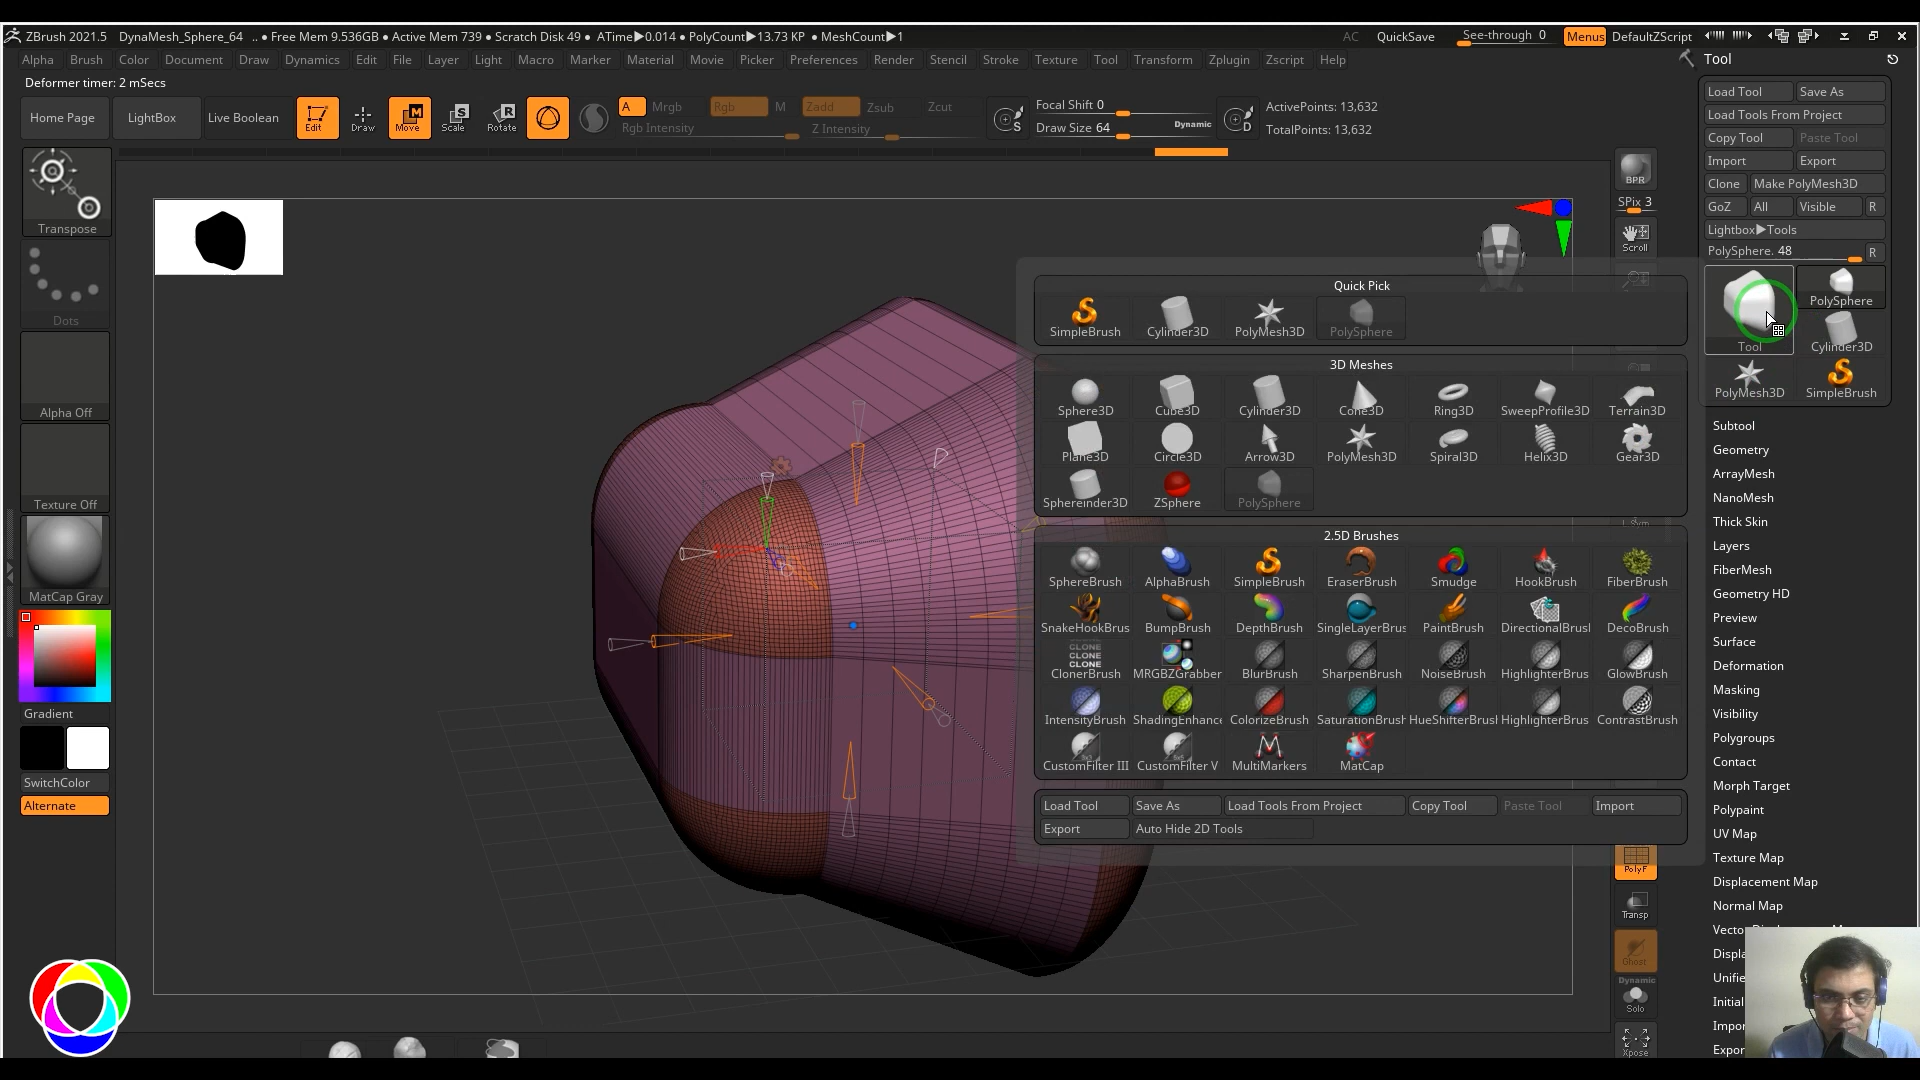 ZBrush 2021.5 DynaMesh_Sphere_64 .. ● Free Mem 9.536GB ● Active Mem 739 ● Scratch Disk 49 ● ATime▶0.014 ● PolyCount▶13.73 KP ● MeshCount▶1 AC QuickSave See-through 0 Menus DefaultZScript
Alpha Brush Color Document Draw Dynamics Edit File Layer Light Macro Marker Material Movie Picker Preferences Render Stencil Stroke Texture Tool Transform Zplugin Zscript Help
Deformer timer: 2 mSecs
Home Page LightBox Live Boolean Edit Draw Move Scale Rotate
A Mrgb Rgb M Zadd Zsub Zcut
Rgb Intensity Z Intensity
S Focal Shift 0
Draw Size 64 Dynamic D
ActivePoints: 13,632
TotalPoints: 13,632
Transpose
Dots
Alpha Off
Texture Off
MatCap Gray
Gradient
SwitchColor
Alternate
Quick Pick
SimpleBrush Cylinder3D PolyMesh3D PolySphere
3D Meshes
Sphere3D Cube3D Cylinder3D Cone3D Ring3D SweepProfile3D Terrain3D
Plane3D Circle3D Arrow3D PolyMesh3D Spiral3D Helix3D Gear3D
Sphereinder3D ZSphere PolySphere
2.5D Brushes
SphereBrush AlphaBrush SimpleBrush EraserBrush Smudge HookBrush FiberBrush
SnakeHookBrus BumpBrush DepthBrush SingleLayerBrus PaintBrush DirectionalBrusl DecoBrush
CLONE
CLONE
CLONE
ClonerBrush MRGBZGrabber BlurBrush SharpenBrush NoiseBrush HighlighterBrus GlowBrush
IntensityBrush ShadingEnhance ColorizeBrush SaturationBrush HueShifterBrusl HighlighterBrus ContrastBrush
CustomFilter III CustomFilter V MultiMarkers MatCap
Load Tool Save As Load Tools From Project Copy Tool Paste Tool Import
Export Auto Hide 2D Tools
BPR
SPix 3
Scroll
PolyF
Transp
Ghost
Dynamic
Solo
Xpose
Tool
Load Tool Save As
Load Tools From Project
Copy Tool Paste Tool
Import Export
Clone Make PolyMesh3D
GoZ All Visible R
Lightbox▶Tools
PolySphere. 48 R
Tool PolySphere
Cylinder3D
PolyMesh3D SimpleBrush
Subtool
Geometry
ArrayMesh
NanoMesh
Thick Skin
Layers
FiberMesh
Geometry HD
Preview
Surface
Deformation
Masking
Visibility
Polygroups
Contact
Morph Target
Polypaint
UV Map
Texture Map
Displacement Map
Normal Map
Vecto
Displa
Unifie
Initial
Impor
Expor